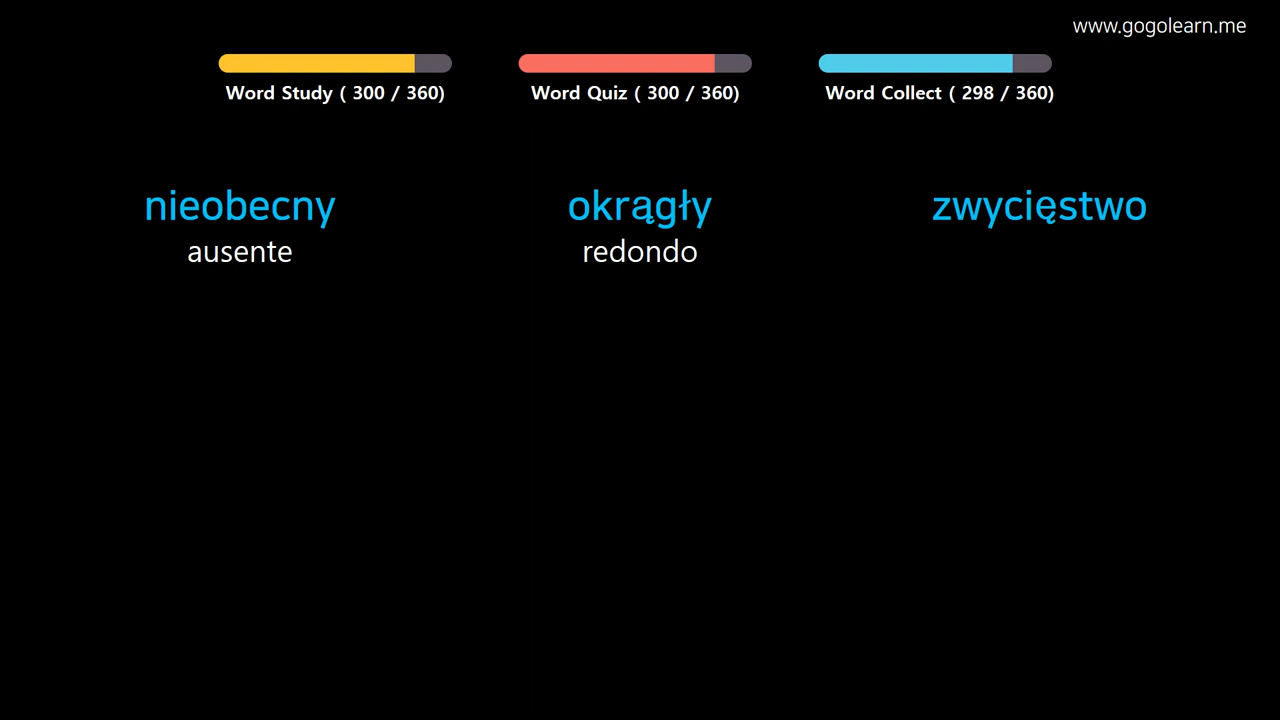 www.gogolearn.me
Word Study ( 300 / 360)
Word Quiz ( 300 / 360)
Word Collect ( 298 / 360)
nieobecny
ausente
okrągły
redondo
zwycięstwo